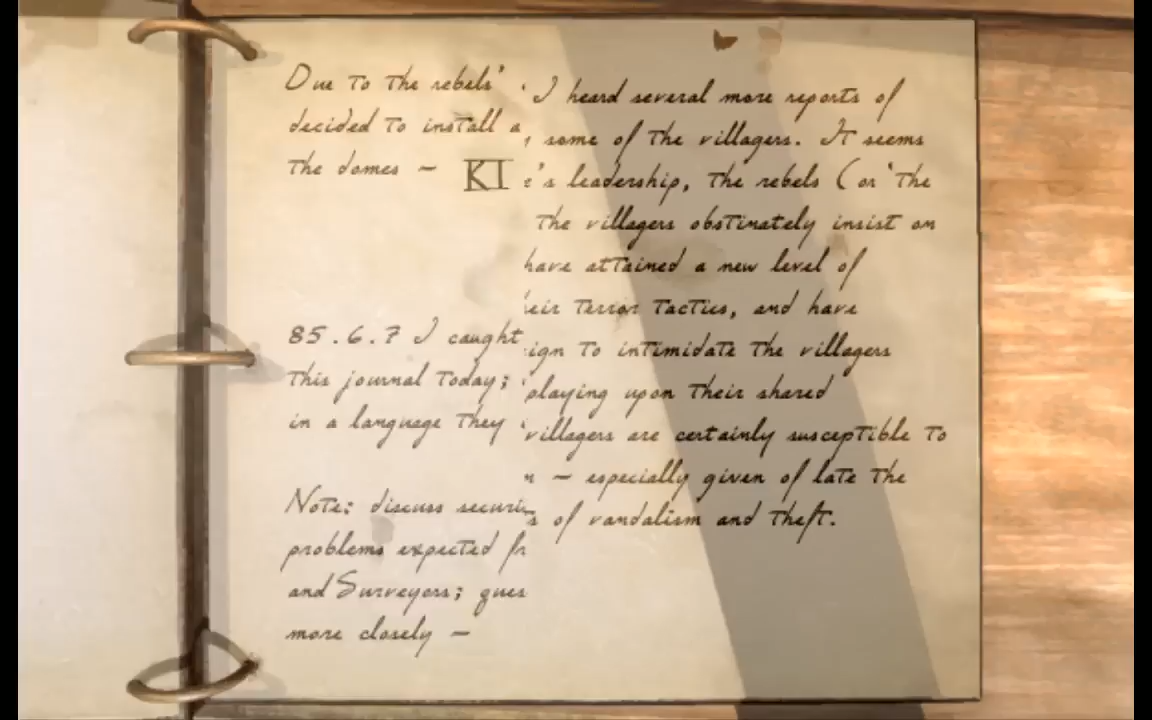 Due to the rebels'
decided to install a
the domes – KI
85.6.7 I caught
this journal today;
in a language they
Note: discuss securi
problems expected fr
and Surveyors; gues
more closely –
I heard several more reports of
some of the villagers. It seems
e's leadership, the rebels (or 'the
the villagers obstinately insist on
have attained a new level of
eir terror tactics, and have
ign to intimidate the villagers
playing upon their shared
villagers are certainly susceptible to
n – especially given of late the
s of vandalism and theft.